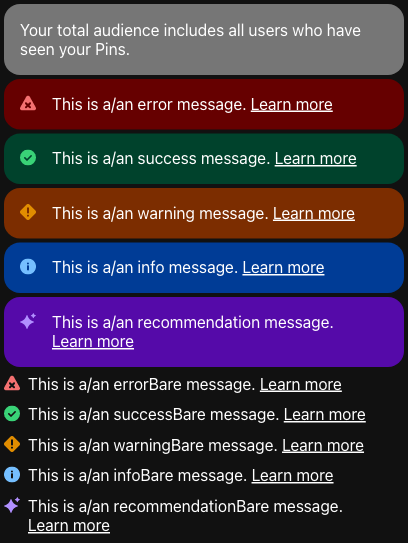 Your total audience includes all users who have
seen your Pins.
This is a/an error message. Learn more
This is a/an success message. Learn more
This is a/an warning message. Learn more
This is a/an info message. Learn more
This is a/an recommendation message.
Learn more
This is a/an errorBare message. Learn more
This is a/an successBare message. Learn more
This is a/an warningBare message. Learn more
This is a/an infoBare message. Learn more
This is a/an recommendationBare message.
Learn more